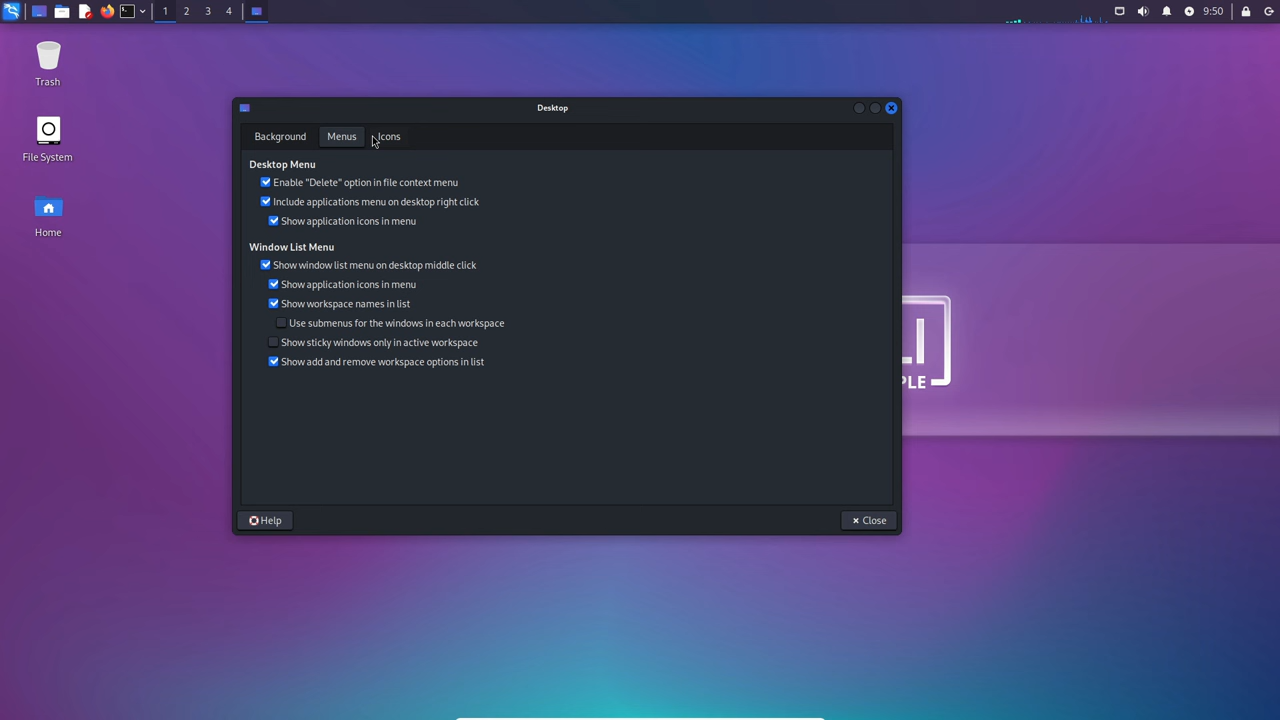 1 2 3 4 9:50
Trash
File System
Home
Desktop
Background Menus Icons
Desktop Menu
Enable "Delete" option in file context menu
Include applications menu on desktop right click
Show application icons in menu
Window List Menu
Show window list menu on desktop middle click
Show application icons in menu
Show workspace names in list
Use submenus for the windows in each workspace
Show sticky windows only in active workspace
Show add and remove workspace options in list
Help Close
LI
PLE